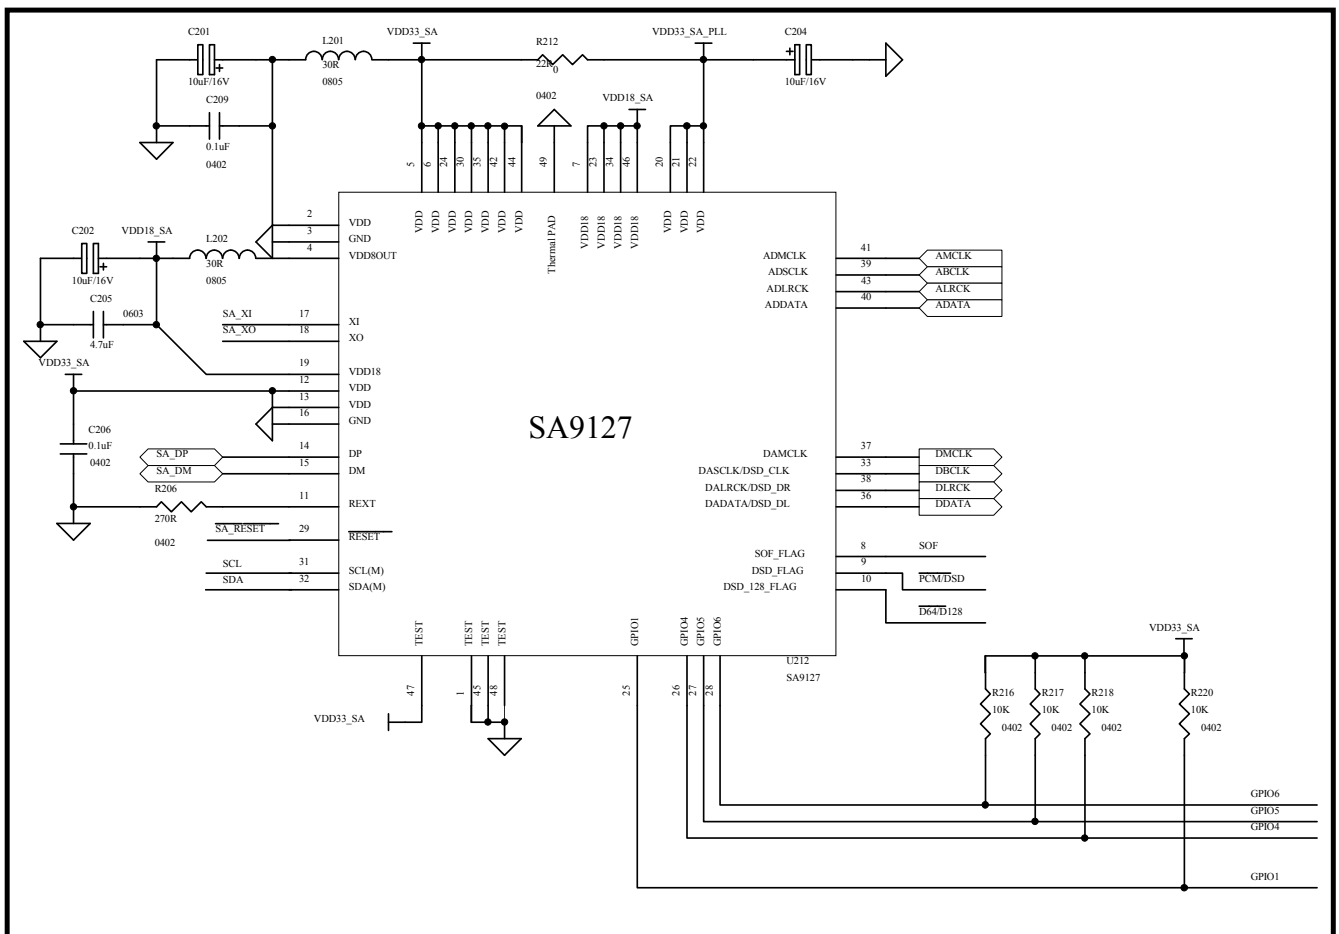 C201
10uF/16V
L201
30R
0805
VDD33_SA
R212
22R
0
0402
VDD33_SA_PLL
C204
10uF/16V
C209
0.1uF
0402
VDD18_SA
5
6
24
30
35
42
44
49
7
23
34
46
20
21
22
VDD
VDD
VDD
VDD
VDD
VDD
VDD
Thermal PAD
VDD18
VDD18
VDD18
VDD18
VDD
VDD
VDD
2
VDD
3
GND
4
VDD8OUT
C202
10uF/16V
VDD18_SA
L202
30R
0805
C205
0603
4.7uF
SA_XI
17
XI
SA_XO
18
XO
19
VDD18
VDD33_SA
12
VDD
13
VDD
16
GND
C206
0.1uF
0402
SA_DP
14
DP
SA_DM
15
DM
R206
270R
0402
11
REXT
SA_RESET
29
RESET
SCL
31
SCL(M)
SDA
32
SDA(M)
SA9127
ADMCLK
41
AMCLK
ADSCLK
39
ABCLK
ADLRCK
43
ALRCK
ADDATA
40
ADATA
DAMCLK
37
DMCLK
DASCLK/DSD_CLK
33
DBCLK
DALRCK/DSD_DR
38
DLRCK
DADATA/DSD_DL
36
DDATA
SOF_FLAG
8
SOF
DSD_FLAG
9
PCM/DSD
DSD_128_FLAG
10
D64/D128
TEST
TEST
TEST
TEST
GPIO1
GPIO4
GPIO5
GPIO6
47
1
45
48
25
26
27
28
U212
SA9127
VDD33_SA
VDD33_SA
R216
10K
0402
R217
10K
0402
R218
10K
0402
R220
10K
0402
GPIO6
GPIO5
GPIO4
GPIO1